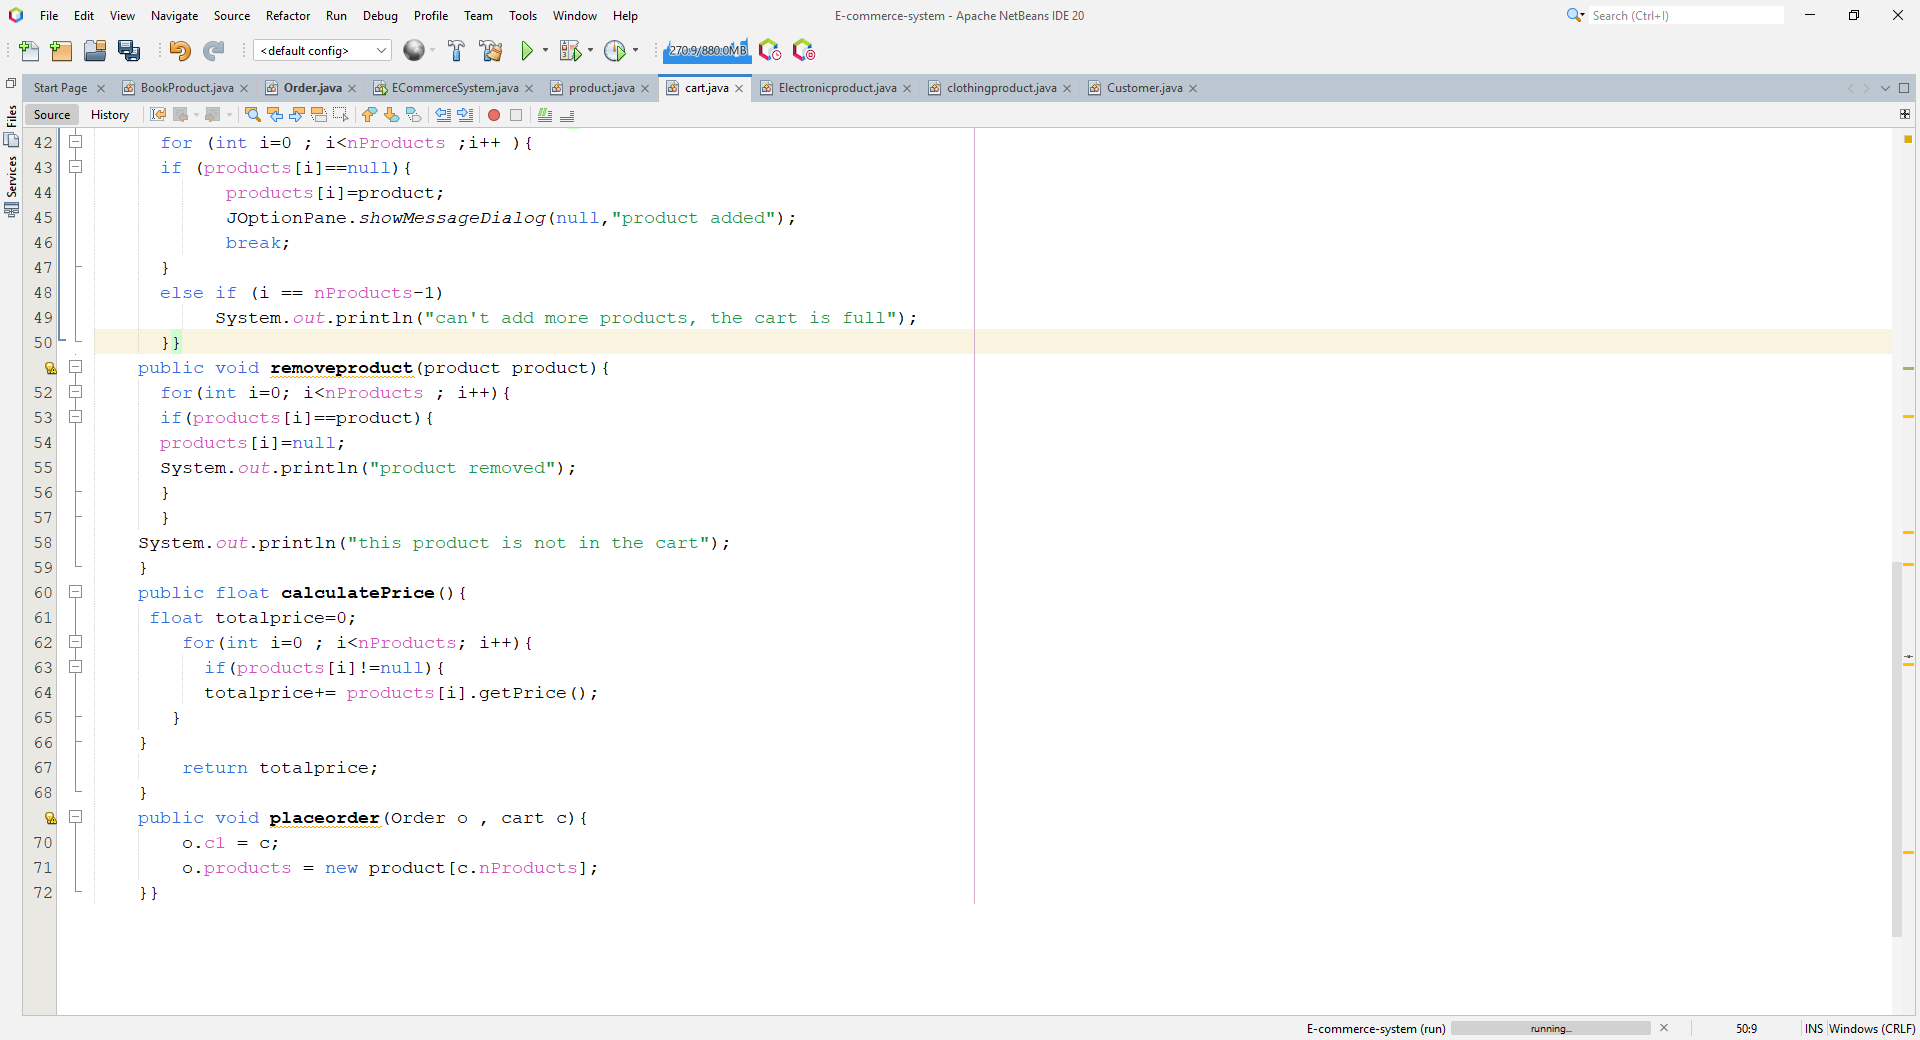 File Edit View Navigate Source Refactor Run Debug Profile Team Tools Window Help E-commerce-system - Apache NetBeans IDE 20 Search (Ctrl+I)
<default config> 270.9/880.0MB
Start Page BookProduct.java Order.java ECommerceSystem.java product.java cart.java Electronicproduct.java clothingproduct.java Customer.java
Source History
Files
Services
42 for (int i=0 ; i<nProducts ;i++ ){
43 if (products[i]==null){
44 products[i]=product;
45 JOptionPane.showMessageDialog(null,"product added");
46 break;
47 }
48 else if (i == nProducts-1)
49 System.out.println("can't add more products, the cart is full");
50 }}
public void removeproduct(product product){
52 for(int i=0; i<nProducts ; i++){
53 if(products[i]==product){
54 products[i]=null;
55 System.out.println("product removed");
56 }
57 }
58 System.out.println("this product is not in the cart");
59 }
60 public float calculatePrice(){
61 float totalprice=0;
62 for(int i=0 ; i<nProducts; i++){
63 if(products[i]!=null){
64 totalprice+= products[i].getPrice();
65 }
66 }
67 return totalprice;
68 }
public void placeorder(Order o , cart c){
70 o.c1 = c;
71 o.products = new product[c.nProducts];
72 }}
E-commerce-system (run) running... 50:9 INS Windows (CRLF)